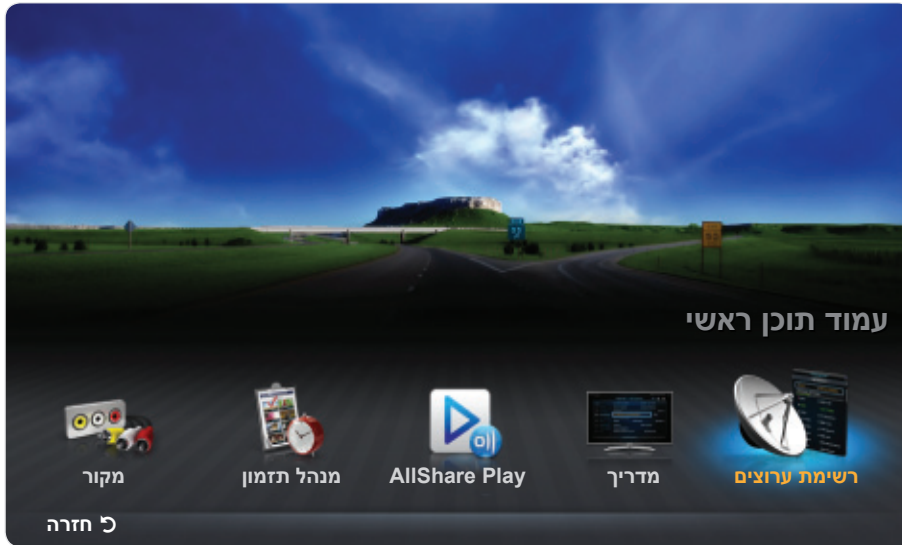 עמוד תוכן ראשי
רשימת ערוצים
מדריך
AllShare Play
מנהל תזמון
מקור
חזרה